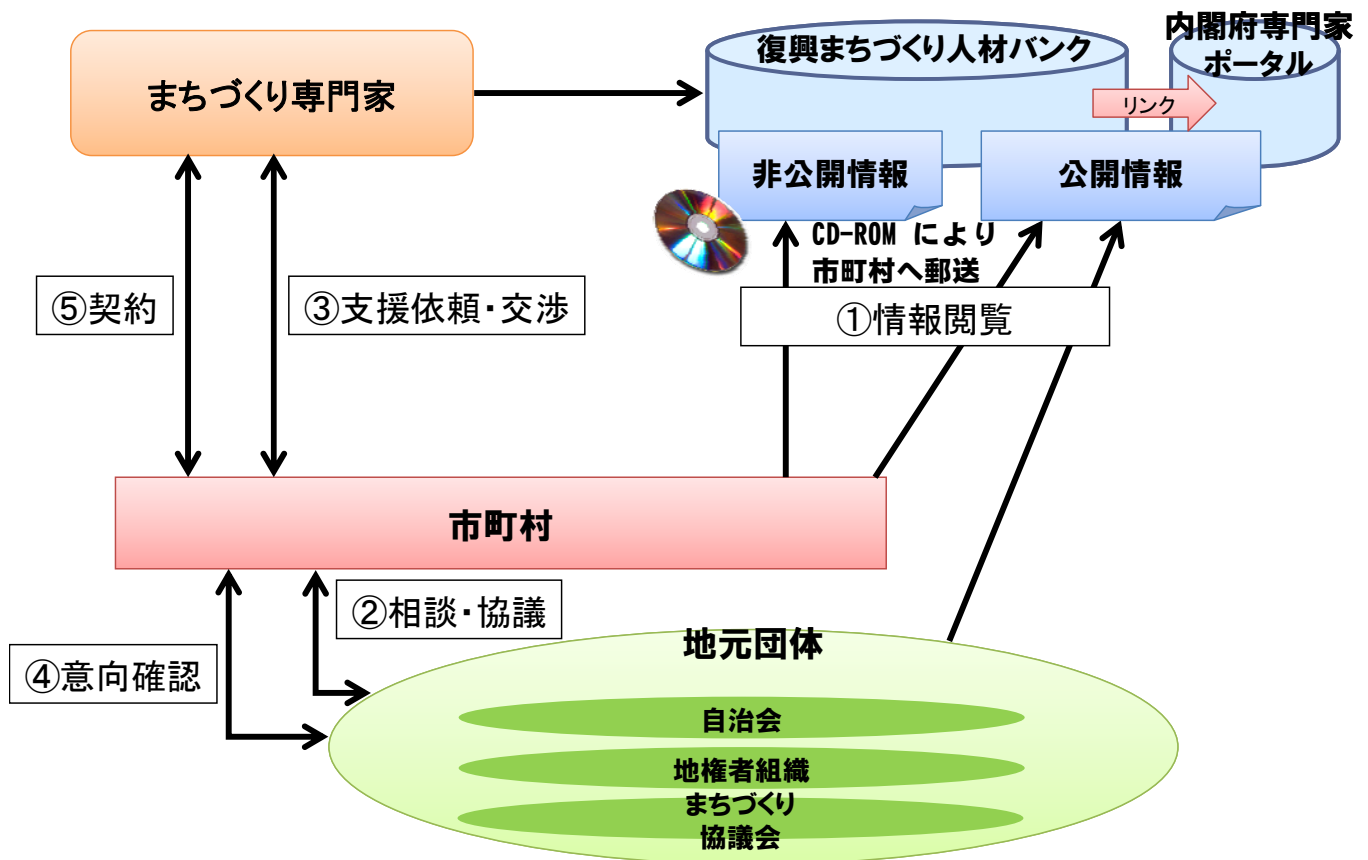 内閣府専門家
ポータル
復興まちづくり人材バンク
まちづくり専門家
リンク
非公開情報
公開情報
CD-ROM により
市町村へ郵送
⑤契約
③支援依頼・交渉
①情報閲覧
市町村
②相談・協議
地元団体
④意向確認
自治会
地権者組織
まちづくり
協議会